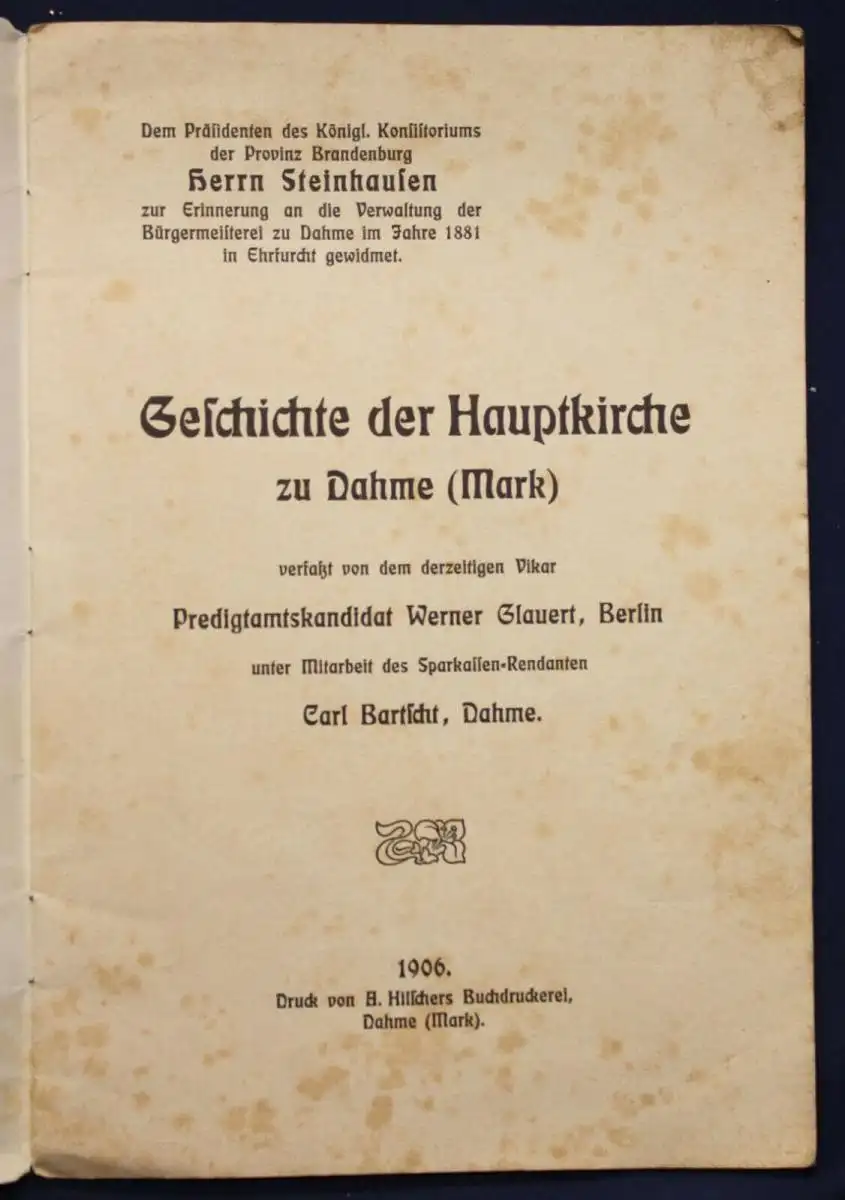 Dem Präſidenten des Königl. Konſiſtoriums
der Provinz Brandenburg
Herrn Steinhauſen
zur Erinnerung an die Verwaltung der
Bürgermeiſterei zu Dahme im Jahre 1881
in Ehrfurcht gewidmet.
Geſchichte der Hauptkirche
zu Dahme (Mark)
verfaßt von dem derzeitigen Vikar
Predigtamtskandidat Werner Glauert, Berlin
unter Mitarbeit des Sparkaſſen-Rendanten
Carl Bartſcht, Dahme.
1906.
Druck von A. Hilſchers Buchdruckerei,
Dahme (Mark).